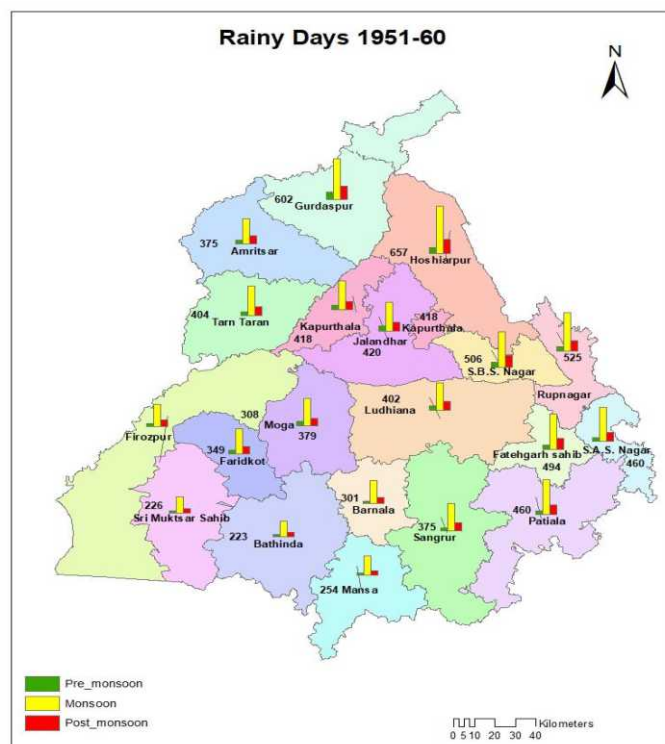 Rainy Days 1951-60
N
602
Gurdaspur
375
Amritsar
657
Hoshiarpur
404
Tarn Taran
Kapurthala
418
418
Kapurthala
Jalandhar
420
525
Rupnagar
506
S.B.S. Nagar
308
Firozpur
Moga
379
402
Ludhiana
349
Faridkot
Fatehgarh sahib
494
S.A.S. Nagar
460
226
Sri Muktsar Sahib
301
Barnala
223
Bathinda
375
Sangrur
460
Patiala
254 Mansa
Pre_monsoon
Monsoon
Post_monsoon
Kilometers
0 5 10 20 30 40